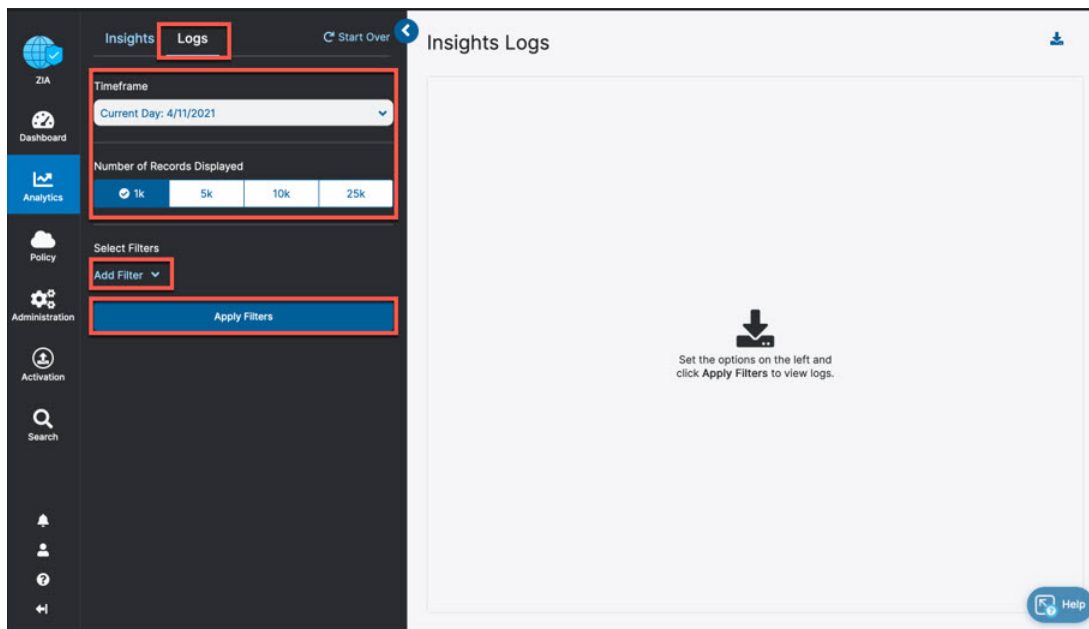 ZIA
Dashboard
Analytics
Policy
Administration
Activation
Search
Insights
Logs
Start Over
Timeframe
Current Day: 4/11/2021
Number of Records Displayed
1k
5k
10k
25k
Select Filters
Add Filter
Apply Filters
Insights Logs
Set the options on the left and
click Apply Filters to view logs.
Help